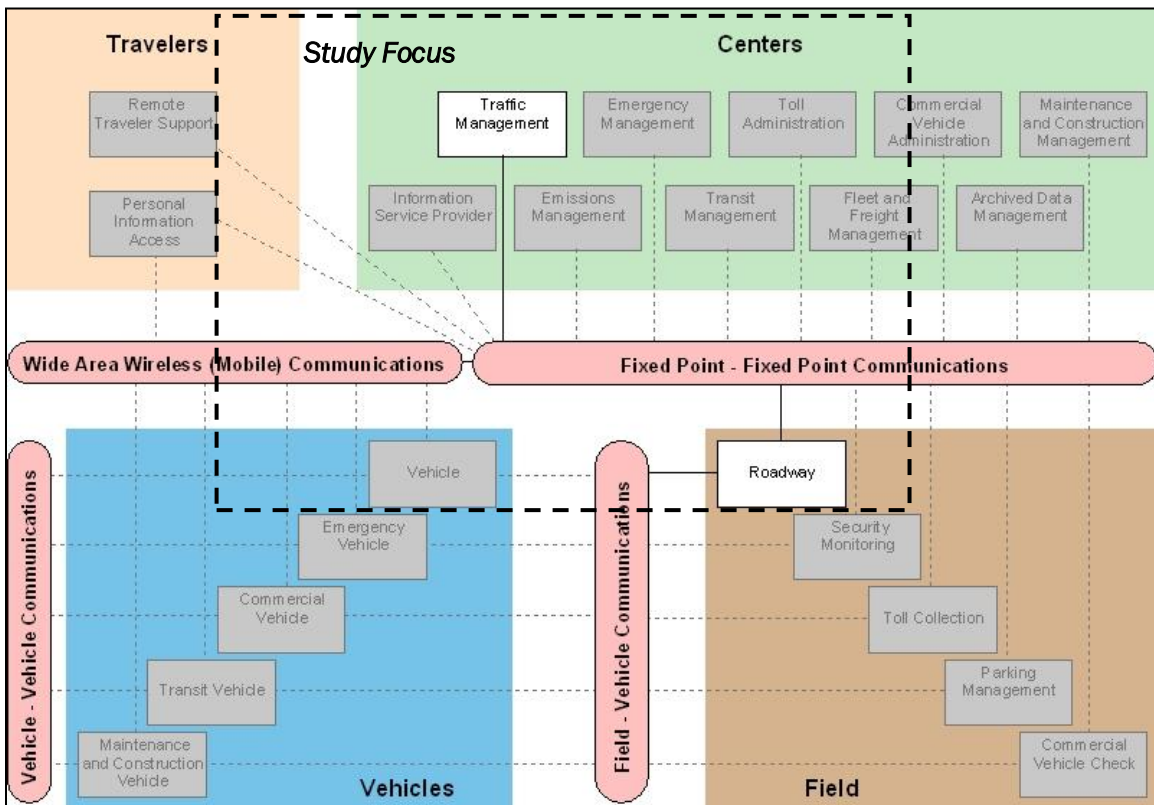 Travelers
Study Focus
Centers
Remote
Traveler Support
Traffic
Management
Emergency
Management
Toll
Administration
Commercial
Vehicle
Administration
Maintenance
and Construction
Management
Personal
Information
Access
Information
Service Provider
Emissions
Management
Transit
Management
Fleet and
Freight
Management
Archived Data
Management
Wide Area Wireless (Mobile) Communications
Fixed Point - Fixed Point Communications
Vehicle - Vehicle Communications
Vehicle
Emergency
Vehicle
Commercial
Vehicle
Transit Vehicle
Maintenance
and Construction
Vehicle
Vehicles
Field - Vehicle Communications
Roadway
Security
Monitoring
Toll Collection
Parking
Management
Commercial
Vehicle Check
Field